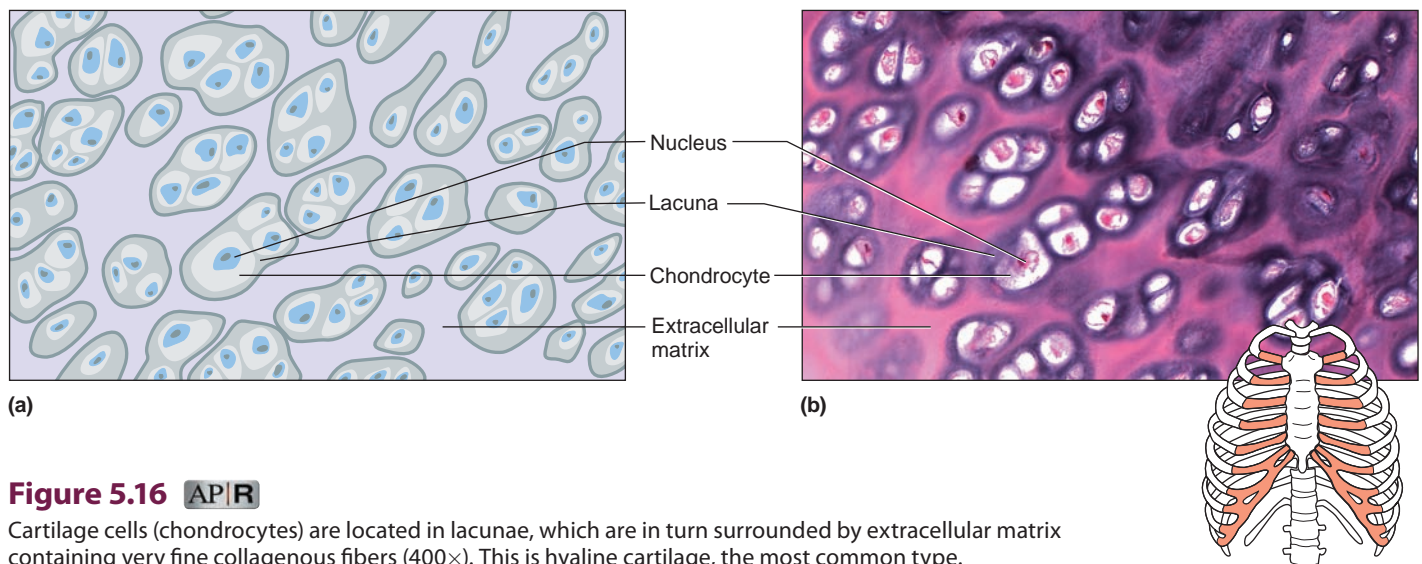 Nucleus
Lacuna
Chondrocyte
Extracellular
matrix
(a)
(b)
Figure 5.16 AP|R
Cartilage cells (chondrocytes) are located in lacunae, which are in turn surrounded by extracellular matrix
containing very fine collagenous fibers (400×). This is hyaline cartilage, the most common type.